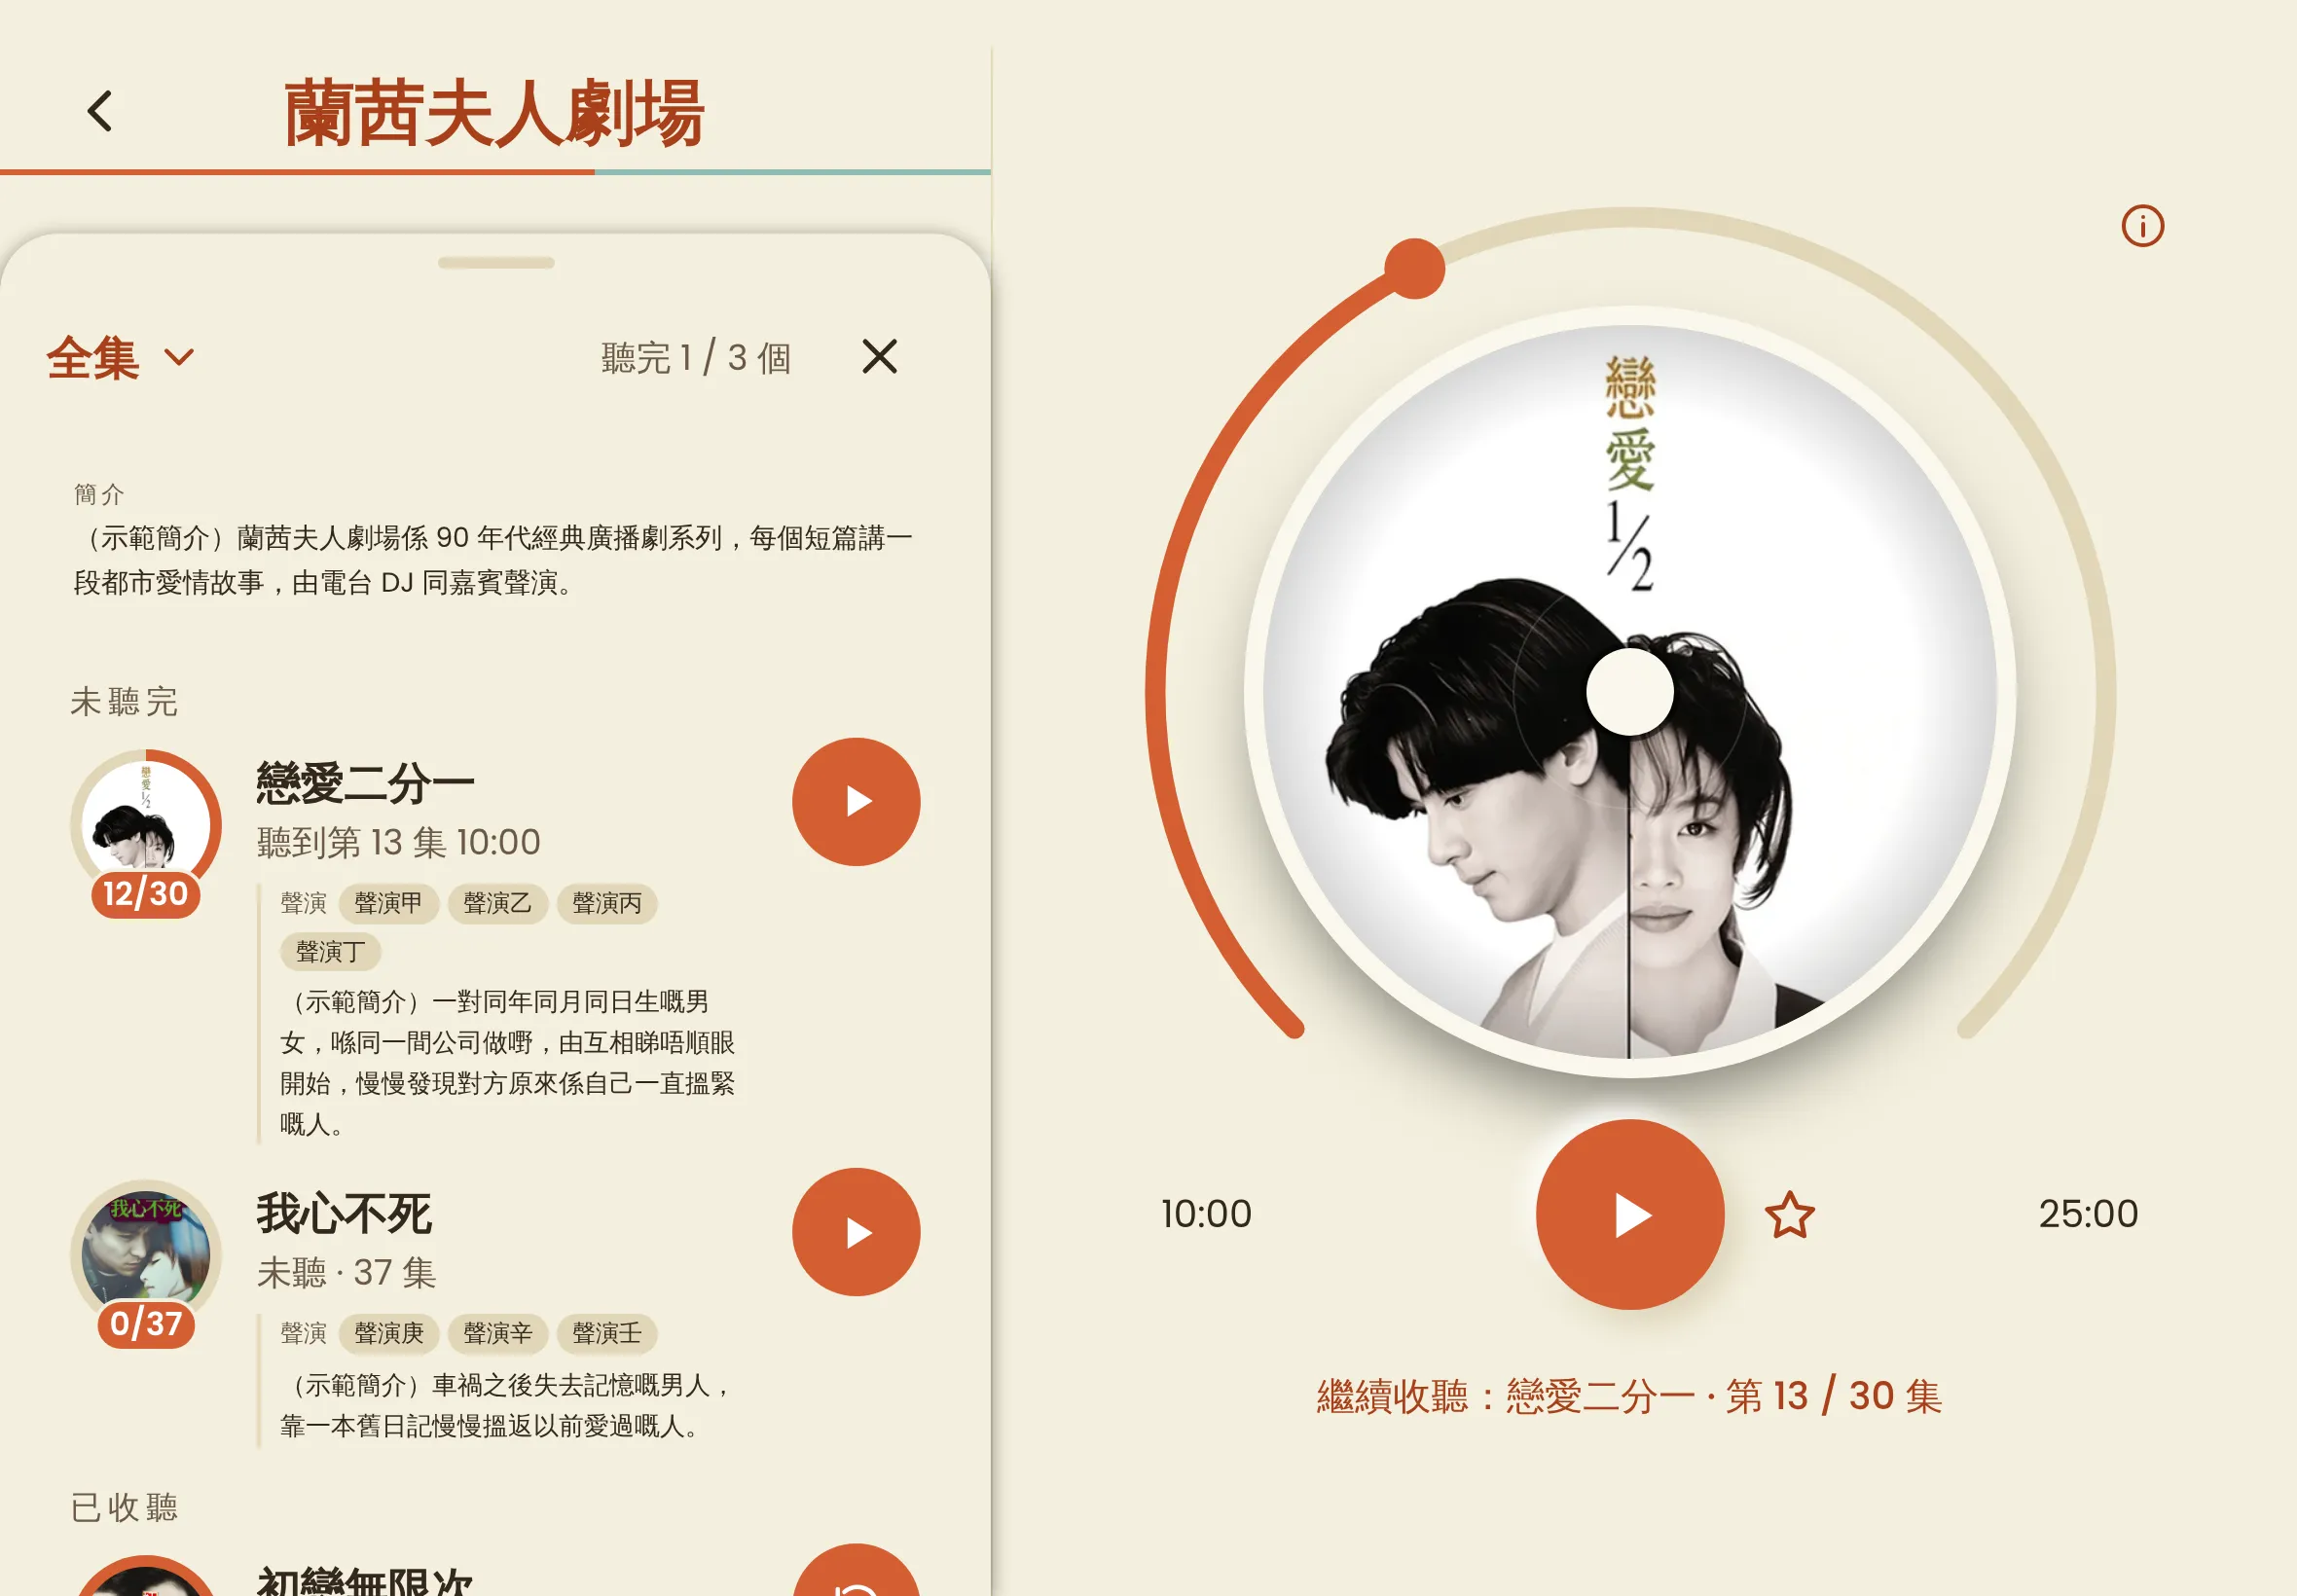 蘭茜夫人劇場
全集
聽完 1 / 3 個
簡介
（示範簡介）蘭茜夫人劇場係 90 年代經典廣播劇系列，每個短篇講一
段都市愛情故事，由電台 DJ 同嘉賓聲演。
未聽完
戀愛½
12/30
戀愛二分一
聽到第 13 集 10:00
聲演 聲演甲 聲演乙 聲演丙
聲演丁
（示範簡介）一對同年同月同日生嘅男
女，喺同一間公司做嘢，由互相睇唔順眼
開始，慢慢發現對方原來係自己一直搵緊
嘅人。
我心不死
0/37
我心不死
未聽 · 37 集
聲演 聲演庚 聲演辛 聲演壬
（示範簡介）車禍之後失去記憶嘅男人，
靠一本舊日記慢慢搵返以前愛過嘅人。
已收聽
初戀無限次
戀
愛
½
10:00
25:00
繼續收聽：戀愛二分一 · 第 13 / 30 集